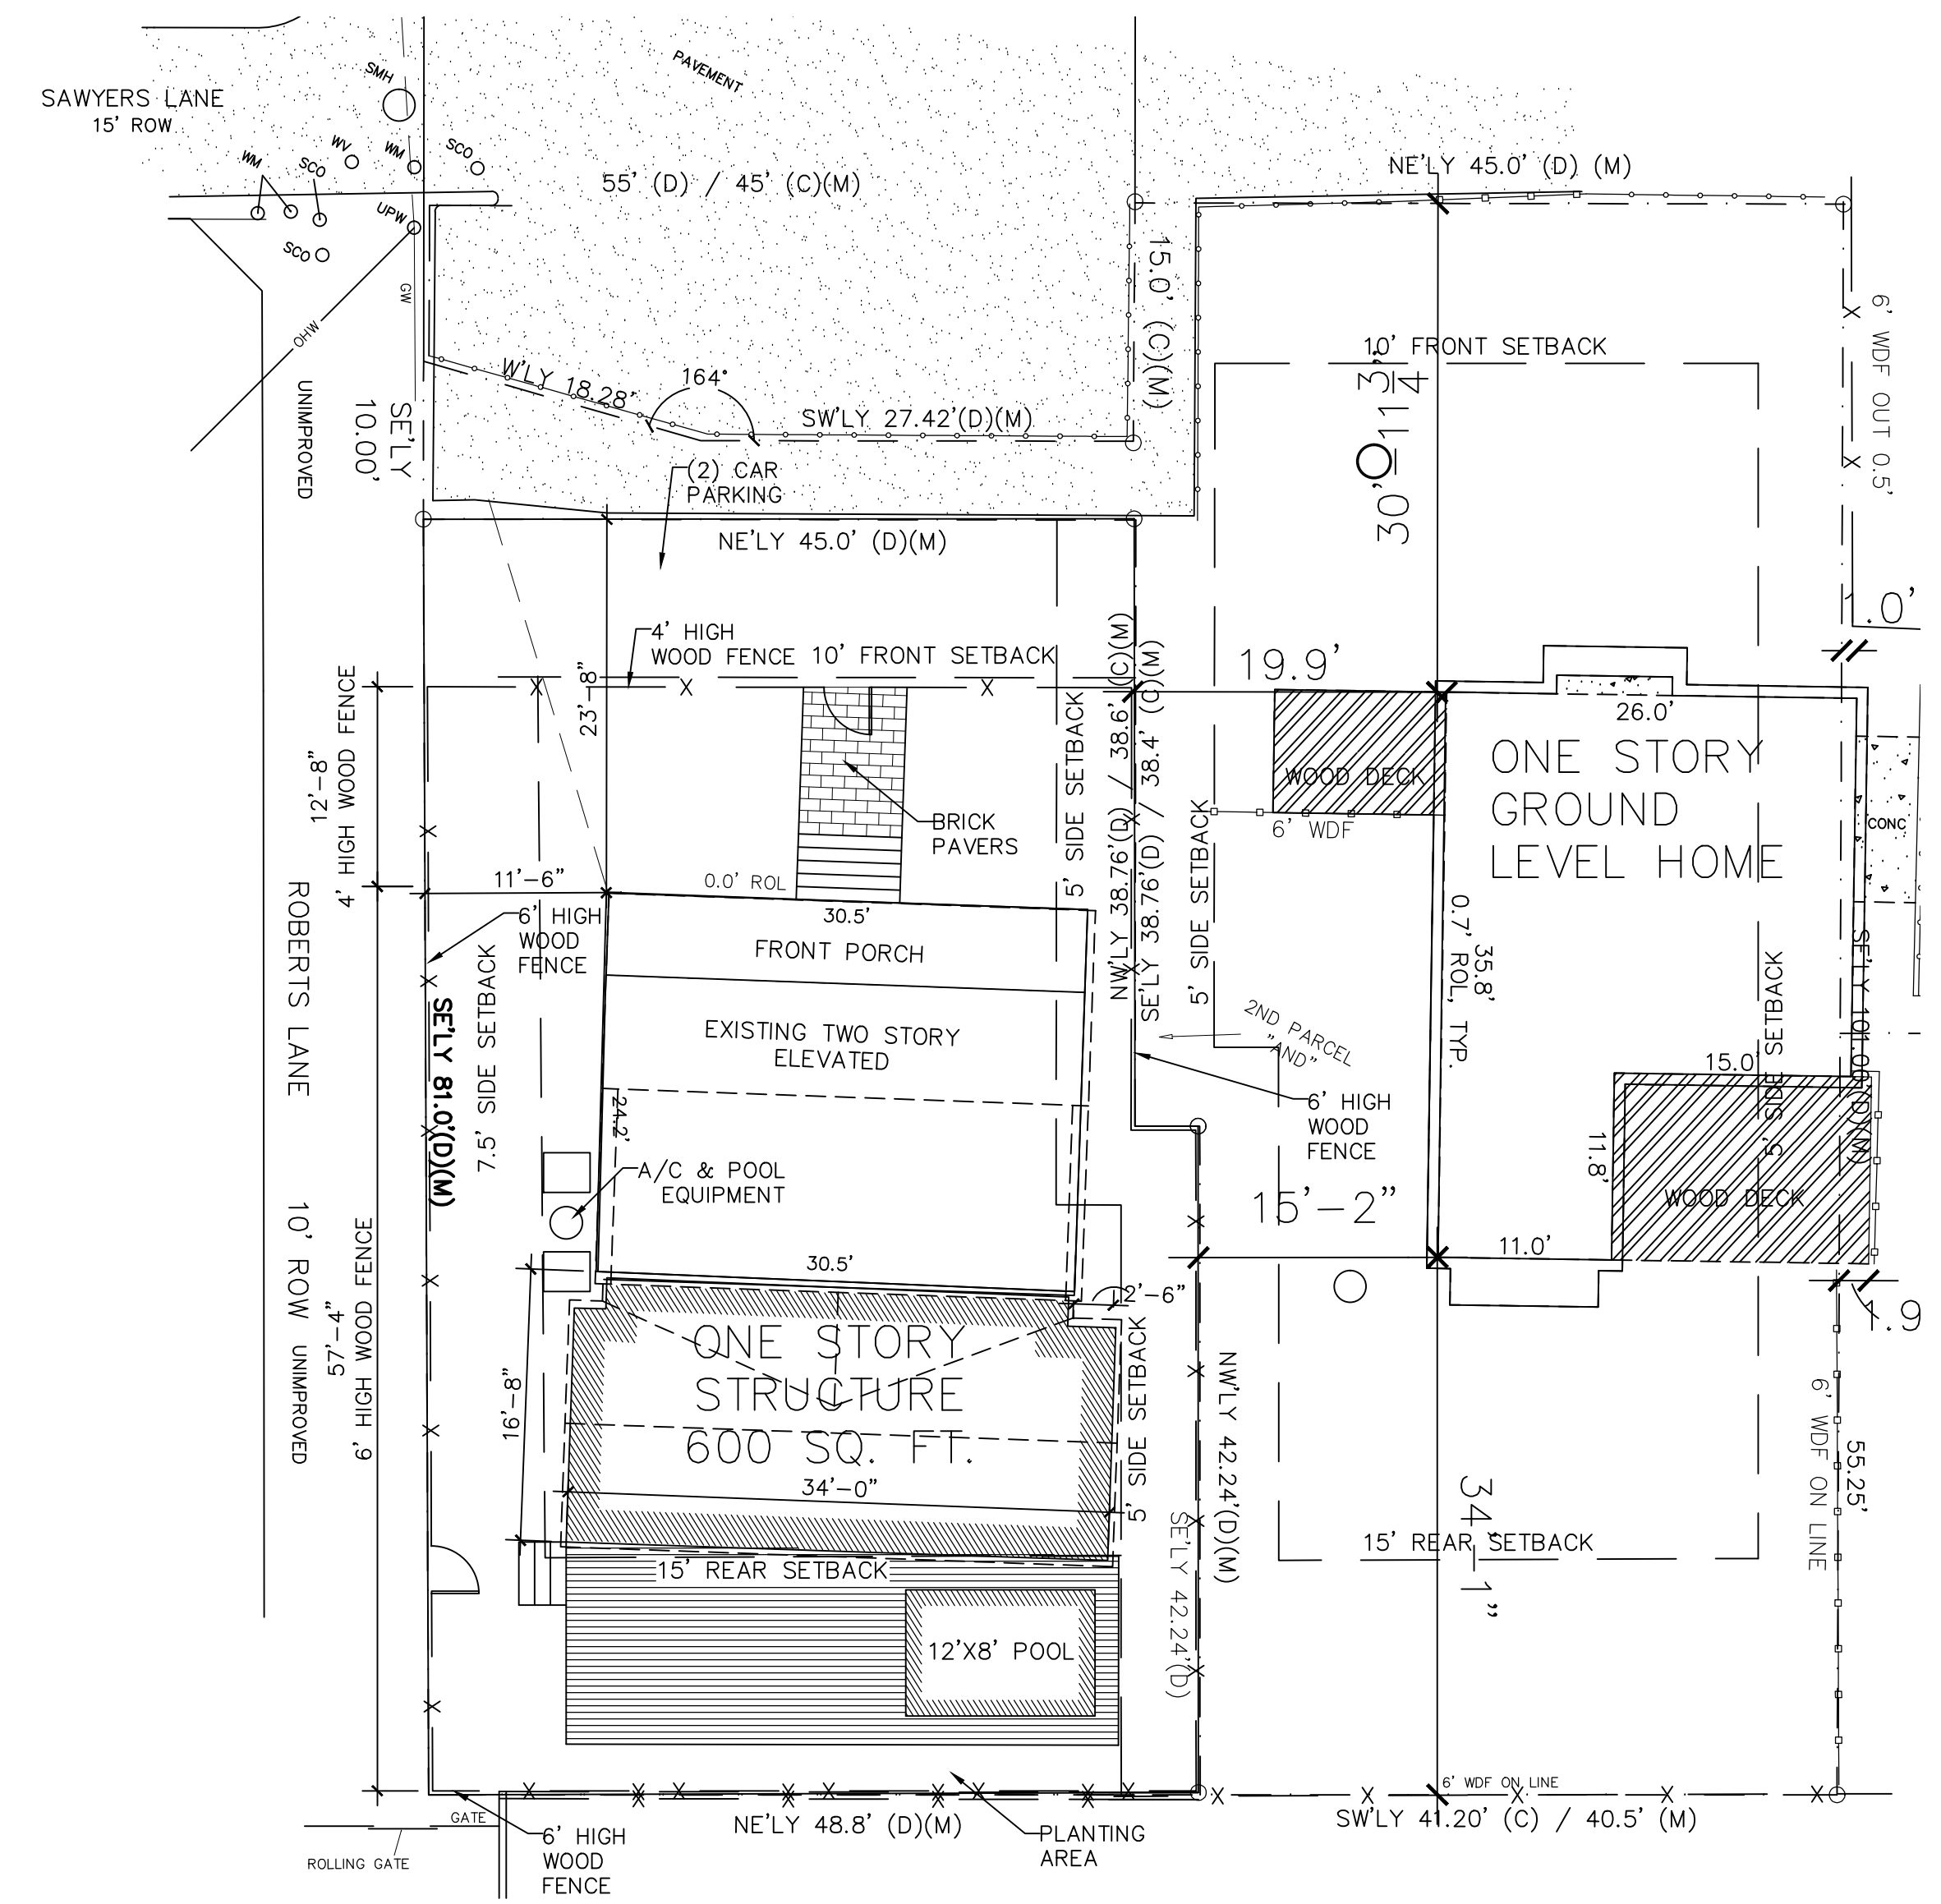 SMH
PAVEMENT
SAWYERS LANE
15' ROW
WM
SCO
WV
WM
SCO
UPW
SCO
55' (D) / 45' (C)(M)
NE'LY 45.0' (D) (M)
GW
OHW
UNIMPROVED
SE'LY
10.00'
W'LY 18.28'
164°
SW'LY 27.42'(D)(M)
15.0' (C)(M)
10' FRONT SETBACK
30'
11 3/4
6' WDF OUT 0.5'
(2) CAR
PARKING
NE'LY 45.0' (D)(M)
1.0'
4' HIGH
WOOD FENCE
10' FRONT SETBACK
23'-8"
12'-8"
4' HIGH WOOD FENCE
5' SIDE SETBACK
NW'LY 38.76'(D) / 38.6' (C)(M)
SE'LY 38.76'(D) / 38.4' (C)(M)
5' SIDE SETBACK
19.9'
WOOD DECK
6' WDF
26.0'
ONE STORY
GROUND
LEVEL HOME
CONC
BRICK
PAVERS
11'-6"
0.0' ROL
30.5'
FRONT PORCH
6' HIGH
WOOD
FENCE
ROBERTS LANE
10' ROW
UNIMPROVED
SE'LY 81.0'(D)(M)
7.5' SIDE SETBACK
EXISTING TWO STORY
ELEVATED
24.2'
2ND PARCEL
"AND"
35.8'
0.7' ROL, TYP.
5' SIDE SETBACK
SE'LY 101.00'(D)(M)
15.0'
11.8'
WOOD DECK
6' HIGH
WOOD
FENCE
A/C & POOL
EQUIPMENT
15'-2"
11.0'
1.9
30.5'
2'-6"
57'-4"
6' HIGH WOOD FENCE
16'-8"
ONE STORY
STRUCTURE
600 SQ. FT.
34'-0"
5' SIDE SETBACK
NW'LY 42.24'(D)(M)
SE'LY 42.24'(D)
34'-1"
6' WDF ON LINE
55.25'
15' REAR SETBACK
15' REAR SETBACK
12'X8' POOL
6' WDF ON LINE
SW'LY 41.20' (C) / 40.5' (M)
NE'LY 48.8' (D)(M)
PLANTING
AREA
GATE
6' HIGH
WOOD
FENCE
ROLLING GATE